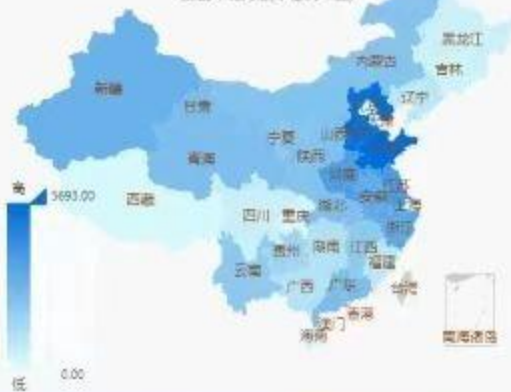 黑龙江
内蒙古
吉林
新疆
辽宁
甘肃
宁夏
山西
青海
陕西
高
5693.00
西藏
河南
江苏
安徽
上海
四川
重庆
湖北
浙江
贵州
湖南
江西
云南
福建
广西
广东
台湾
香港
澳门
海南
南海诸岛
0.00
低